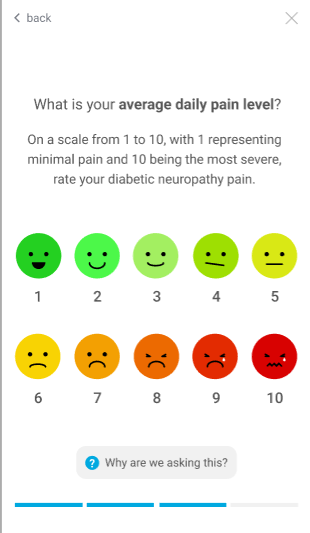 back
What is your average daily pain level?
On a scale from 1 to 10, with 1 representing
minimal pain and 10 being the most severe,
rate your diabetic neuropathy pain.
1 2 3 4 5
6 7 8 9 10
? Why are we asking this?